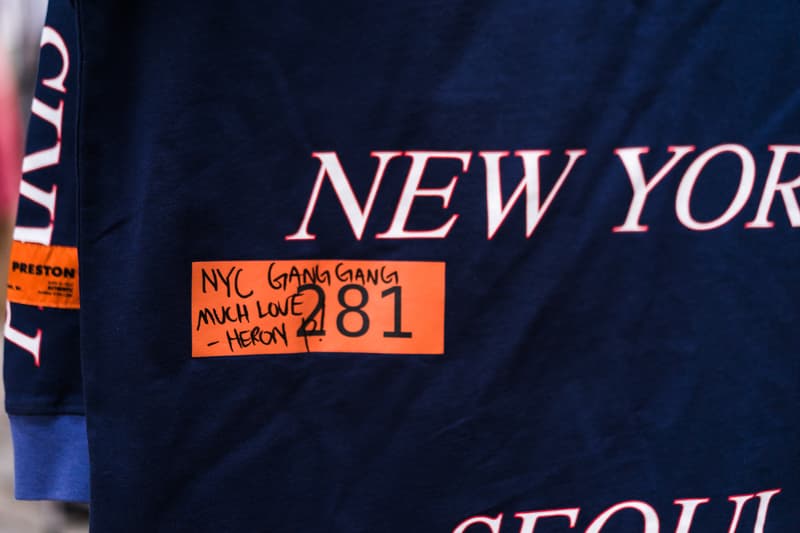 NEW YOR
PRESTON
NYC GANG GANG
MUCH LOVE
- HERON P.
281
SEOUL